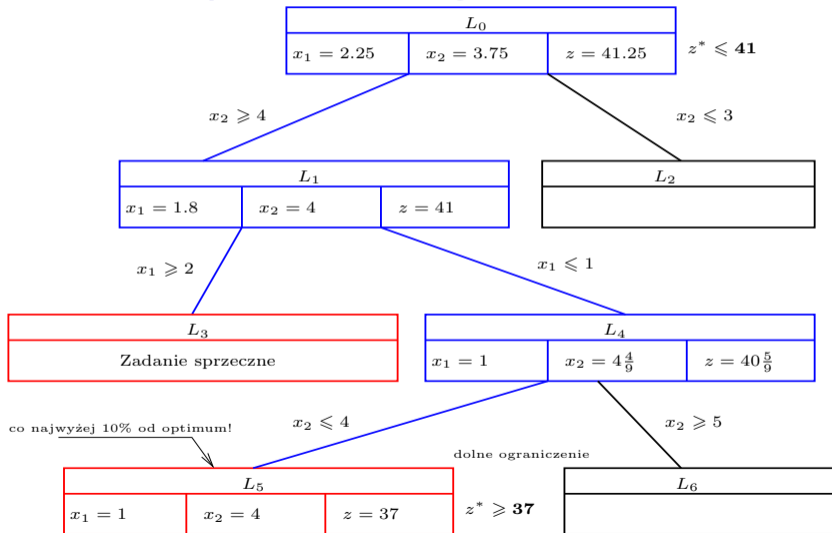 L₀
x₁ = 2.25 x₂ = 3.75 z = 41.25 z* ⩽ 41
x₂ ⩾ 4 x₂ ⩽ 3
L₁ L₂
x₁ = 1.8 x₂ = 4 z = 41
x₁ ⩾ 2 x₁ ⩽ 1
L₃ L₄
Zadanie sprzeczne x₁ = 1 x₂ = 4 4/9 z = 40 5/9
x₂ ⩽ 4 x₂ ⩾ 5
co najwyżej 10% od optimum!
dolne ograniczenie
L₅ L₆
x₁ = 1 x₂ = 4 z = 37 z* ⩾ 37